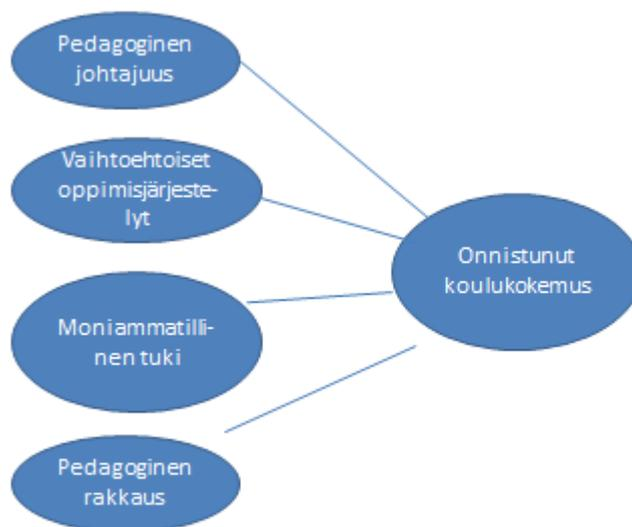 Pedagoginen
johtajuus
Vaihtoehtoiset
oppimisjärjeste-
lyt
Onnistunut
koulukokemus
Moniammatilli-
nen tuki
Pedagoginen
rakkaus